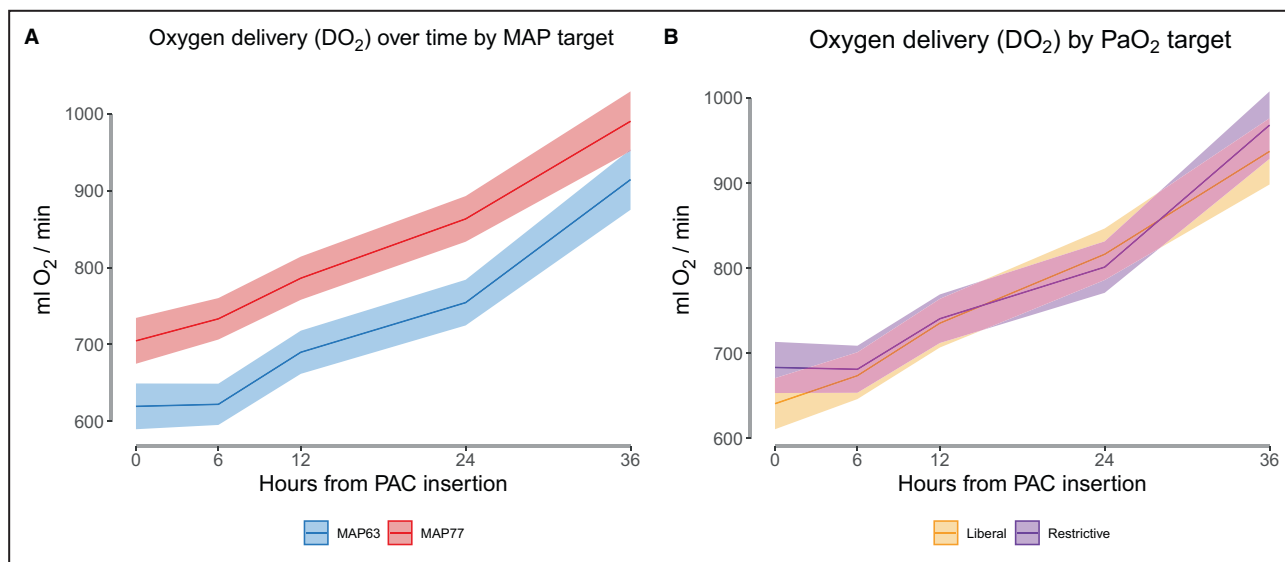 A
Oxygen delivery (DO₂) over time by MAP target
1000
900
800
700
600
ml O₂ / min
0 6 12 24 36
Hours from PAC insertion
MAP63 MAP77
B
Oxygen delivery (DO₂) by PaO₂ target
1000
900
800
700
600
ml O₂ / min
0 6 12 24 36
Hours from PAC insertion
Liberal Restrictive